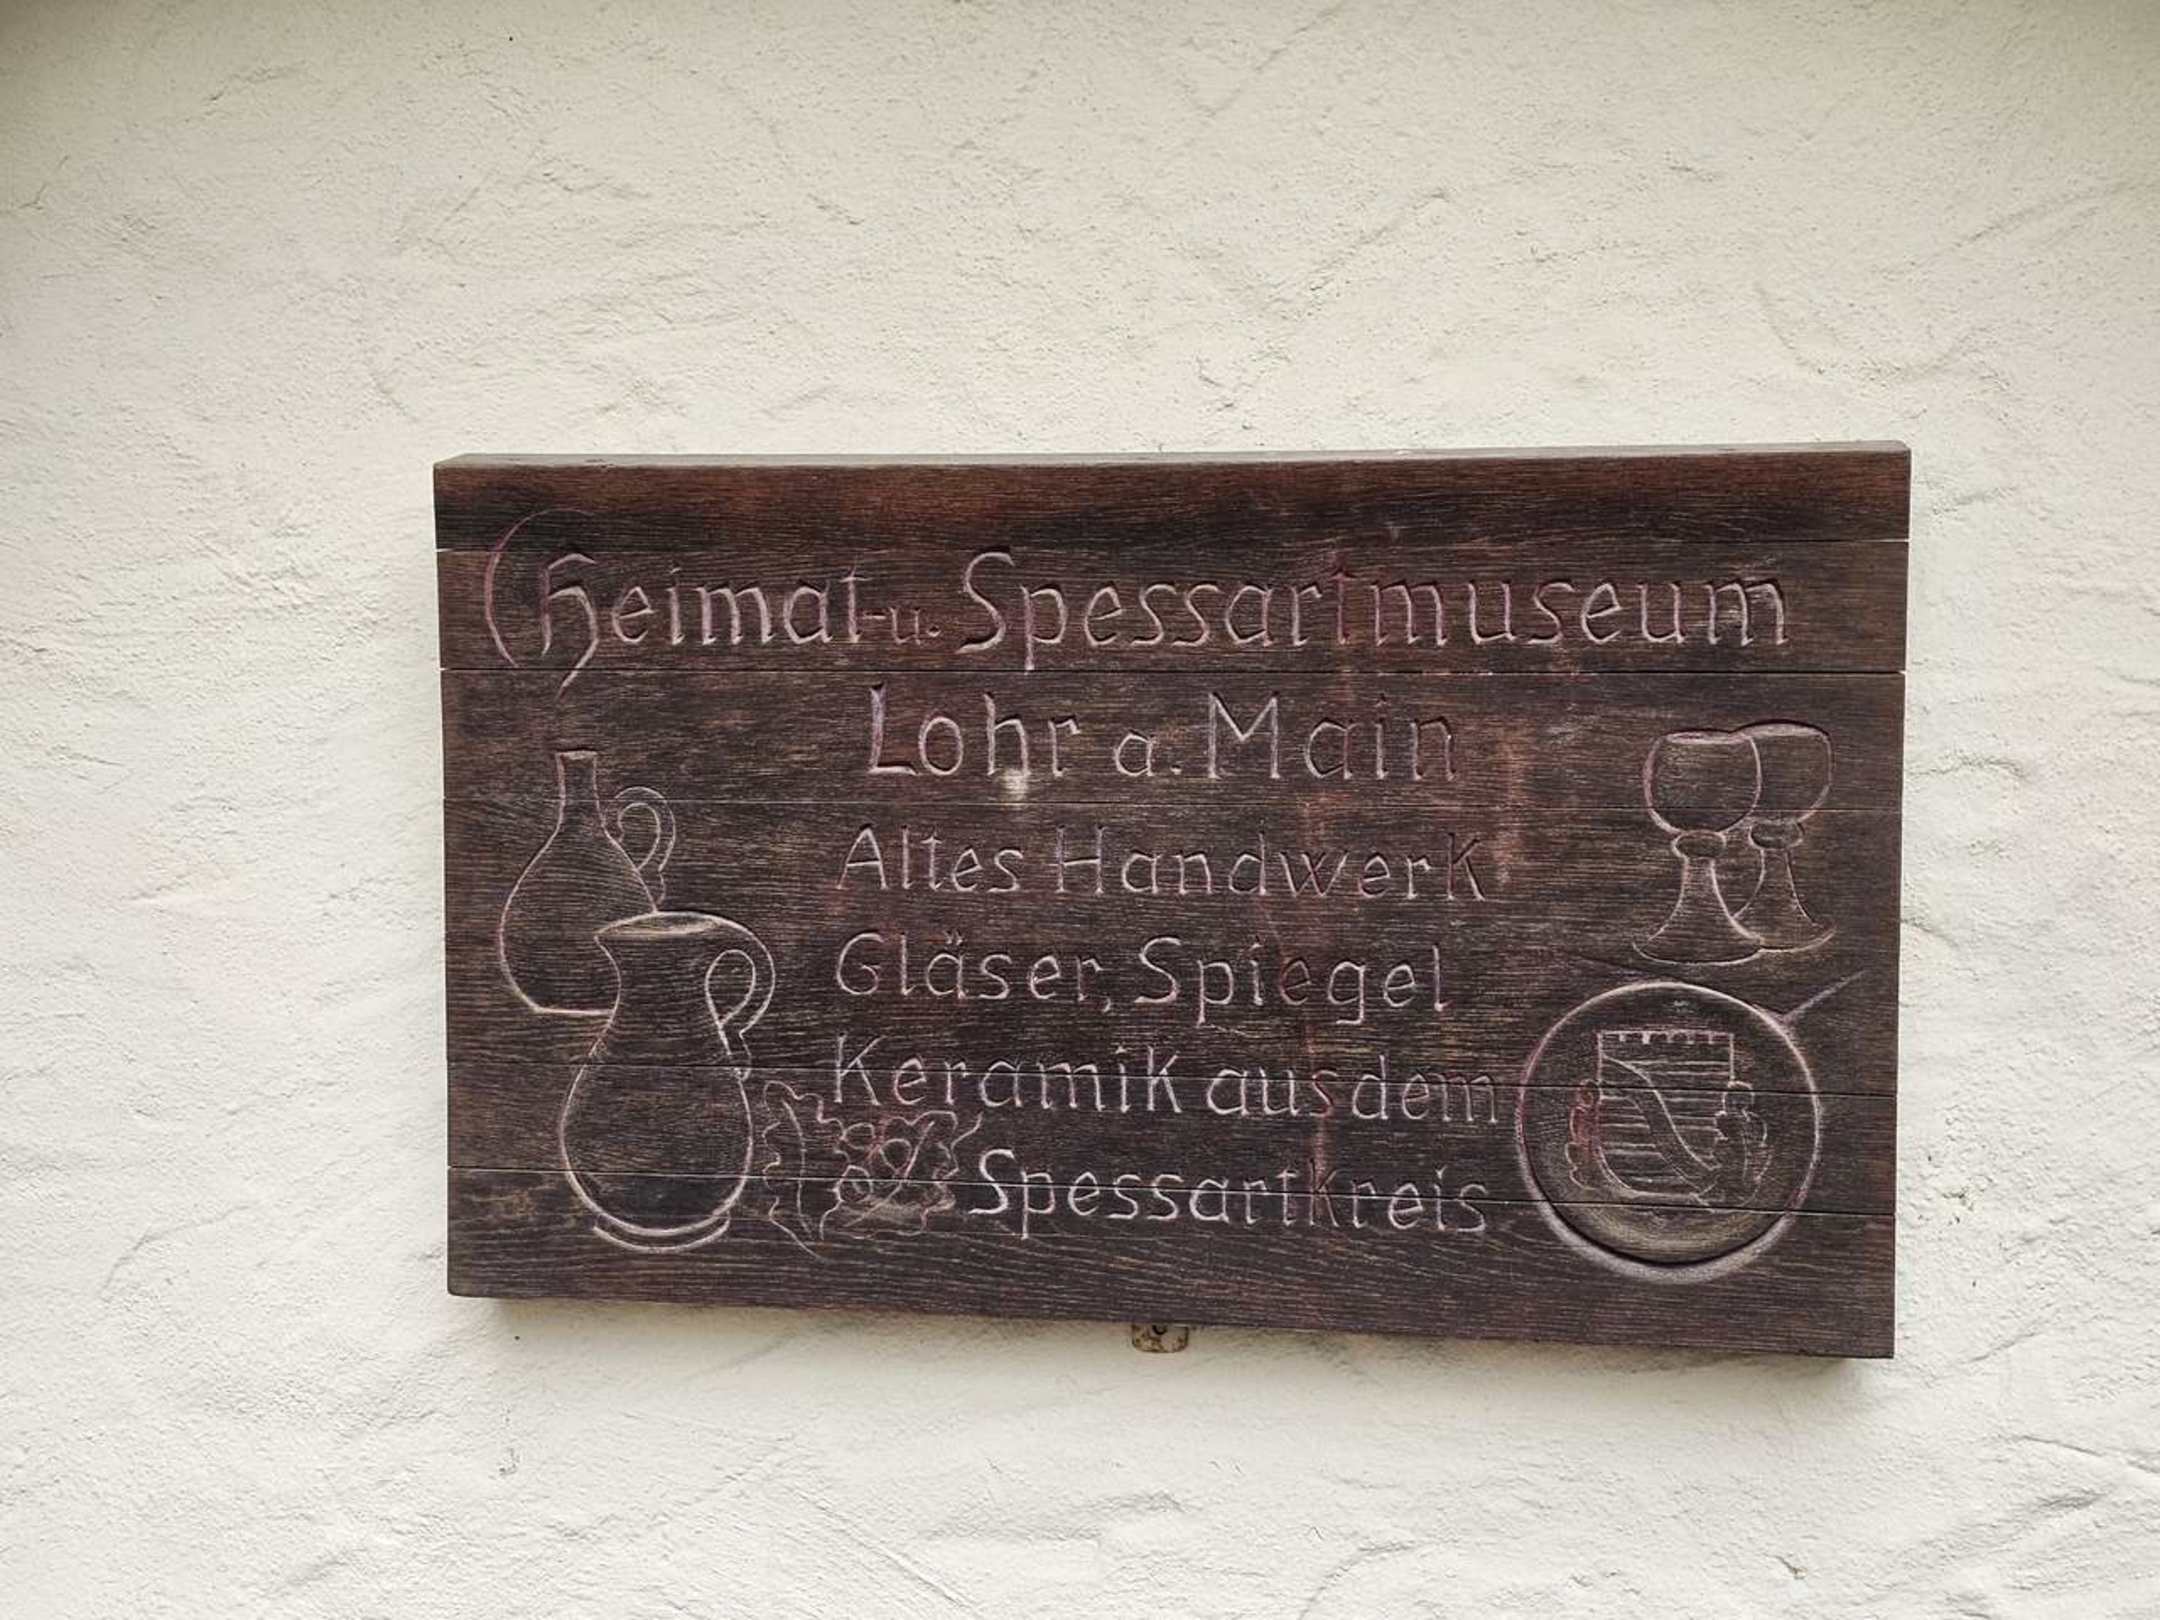 Heimat-u. Spessartmuseum
Lohr a. Main
Altes Handwerk
Gläser, Spiegel
Keramik aus dem
Spessartkreis